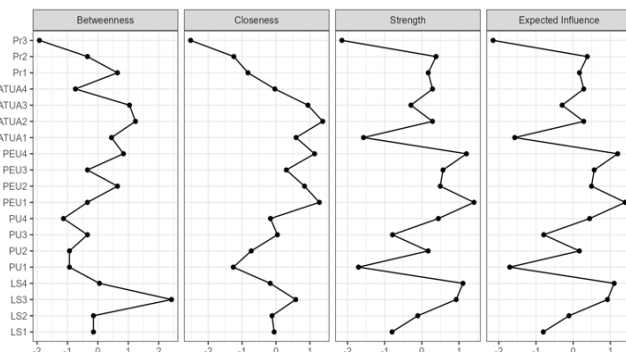 Betweenness Closeness Strength Expected Influence
Pr3
Pr2
Pr1
ATUA4
ATUA3
ATUA2
ATUA1
PEU4
PEU3
PEU2
PEU1
PU4
PU3
PU2
PU1
LS4
LS3
LS2
LS1
-2 -1 0 1 2 -2 -1 0 1 -2 -1 0 1 -2 -1 0 1